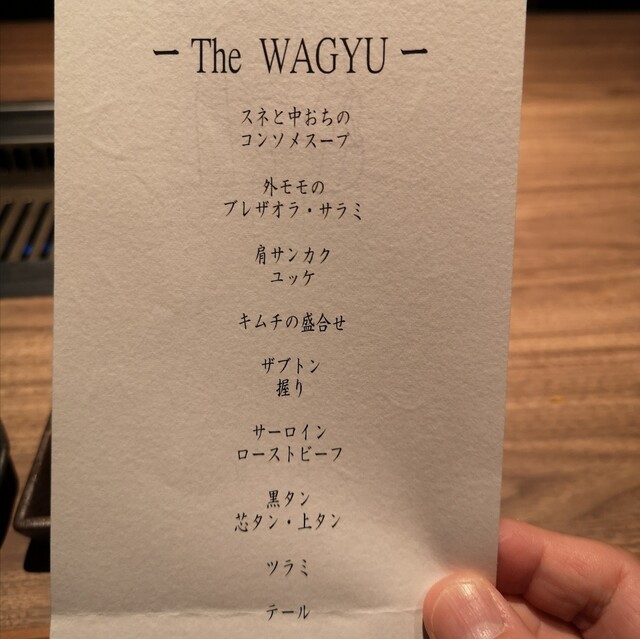 ー The WAGYU ー
スネと中おちの
コンソメスープ
外モモの
ブレザオラ・サラミ
肩サンカク
ユッケ
キムチの盛合せ
ザブトン
握り
サーロイン
ローストビーフ
黒タン
芯タン・上タン
ツラミ
テール